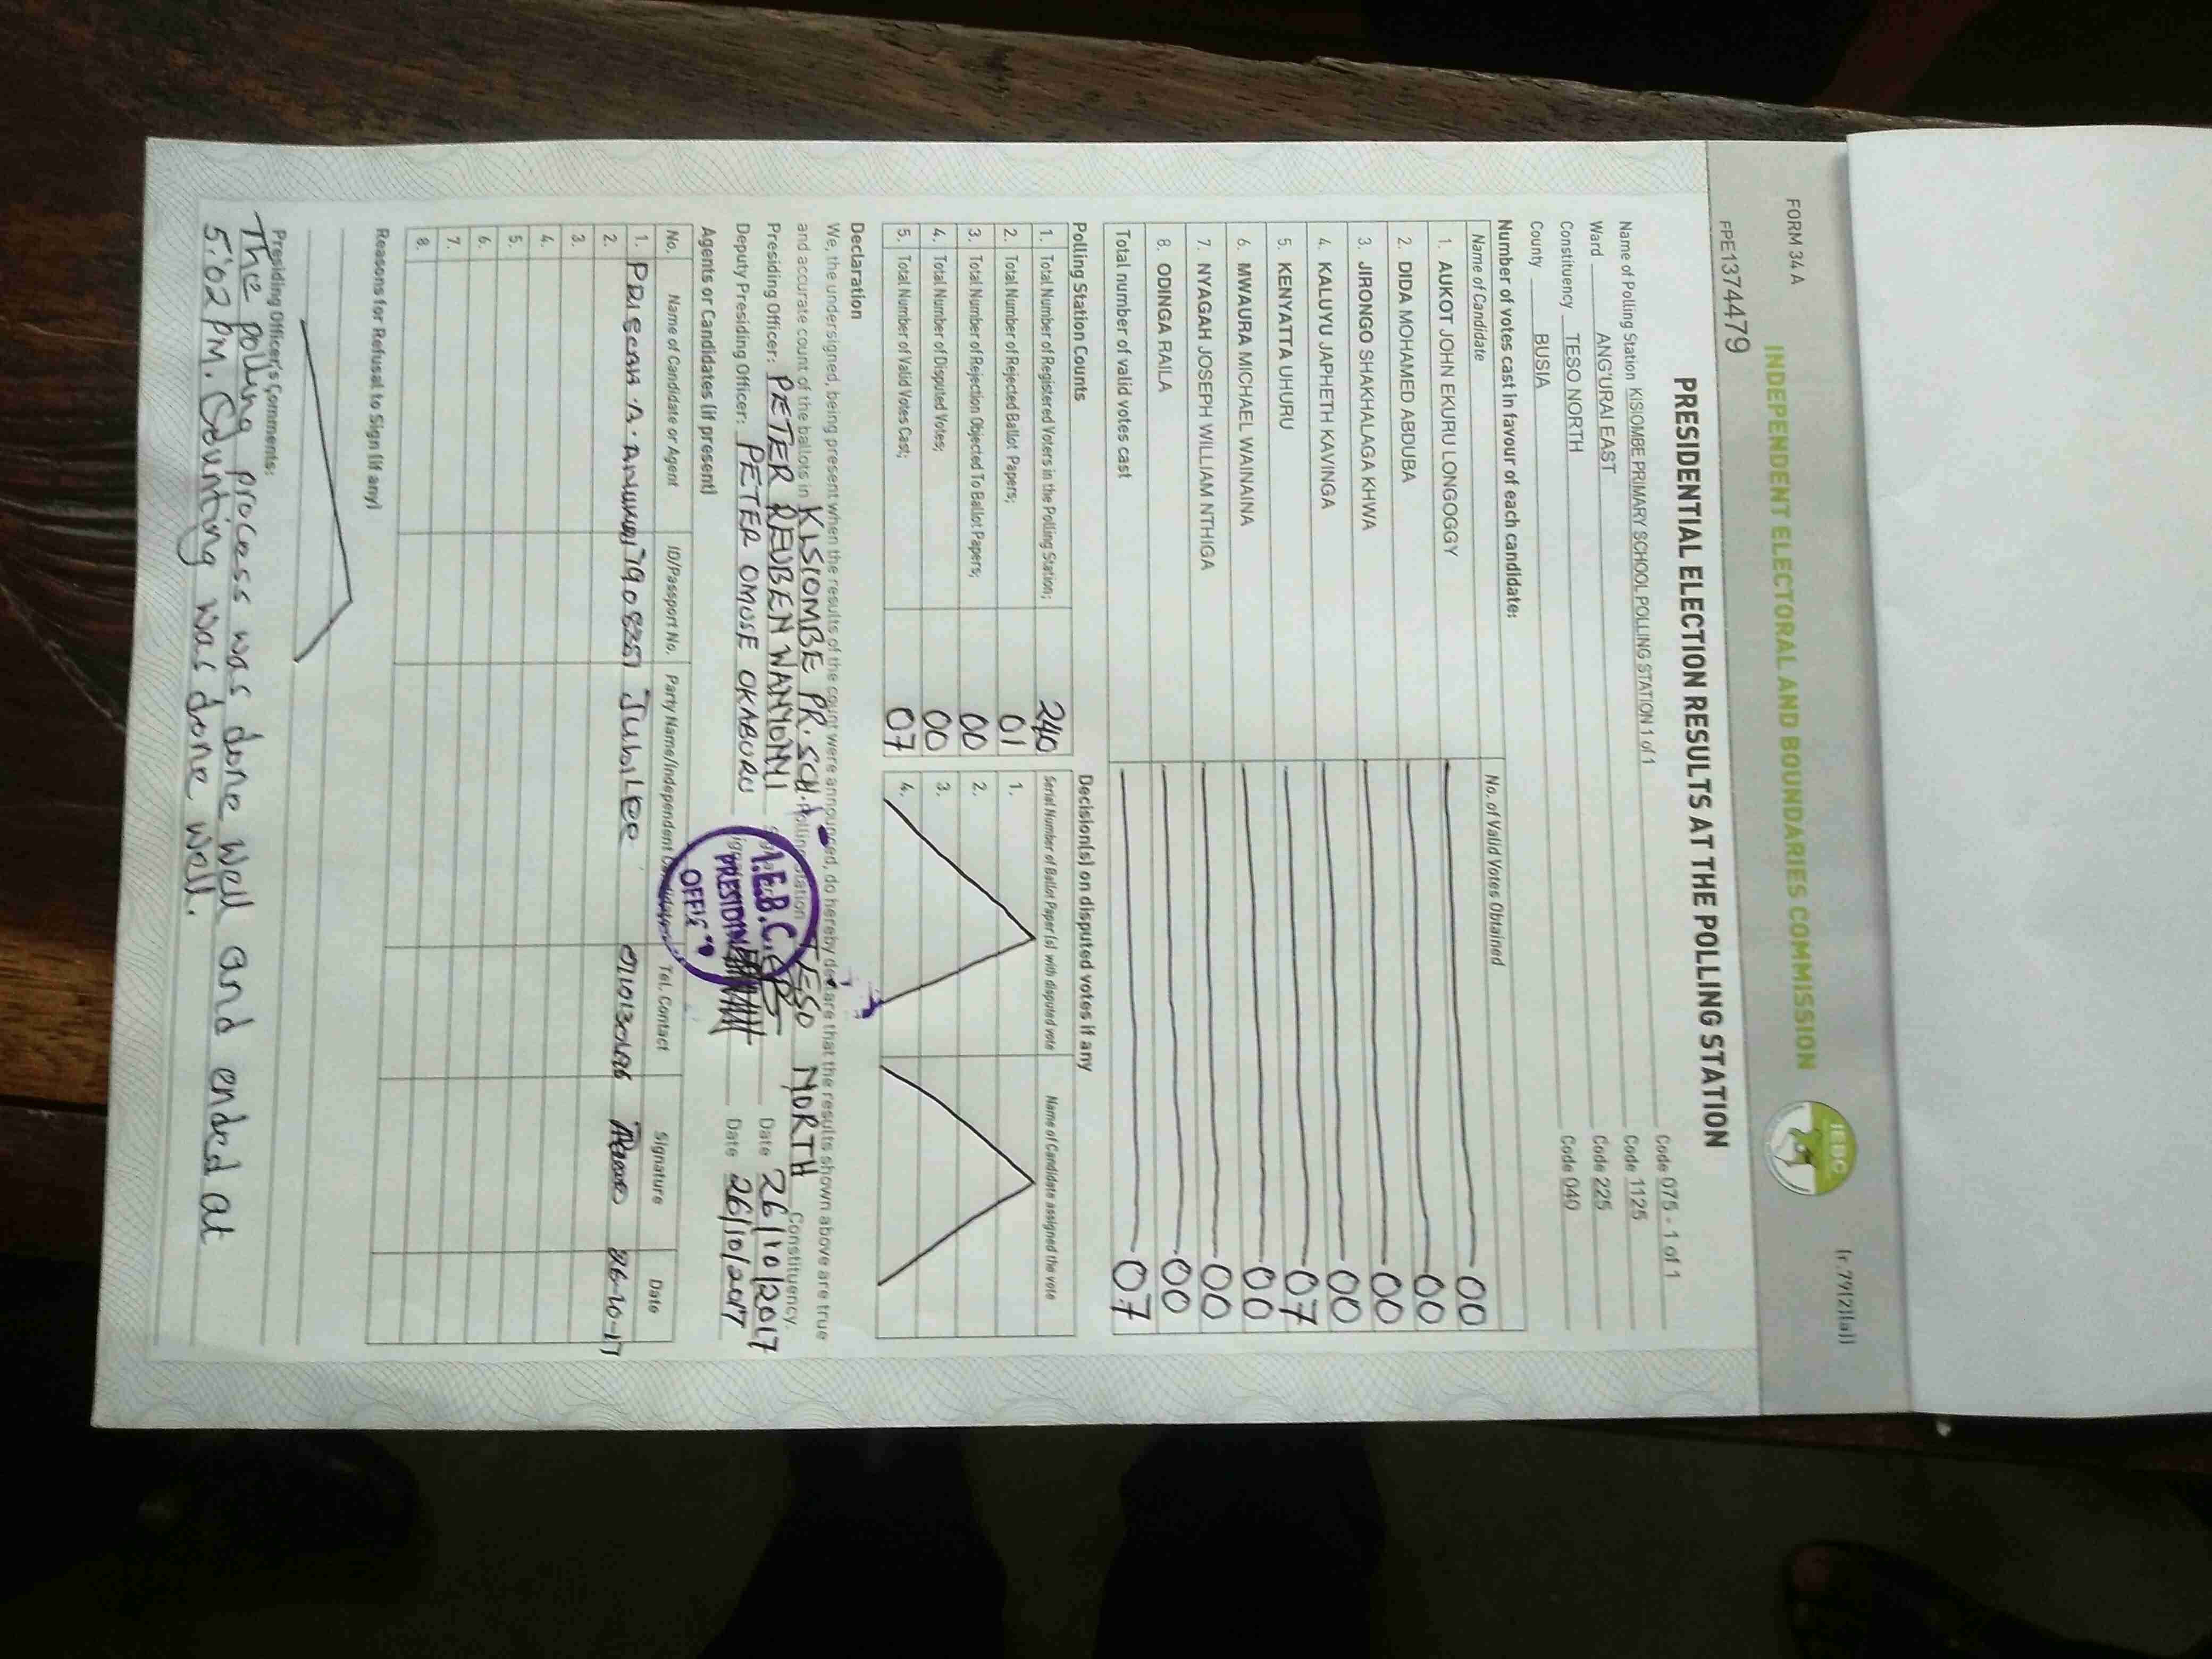 FORM 34 A
(r.79(2)(a))
INDEPENDENT ELECTORAL AND BOUNDARIES COMMISSION
IEBC
FPE1374479
PRESIDENTIAL ELECTION RESULTS AT THE POLLING STATION
Name of Polling Station KISIOMBE PRIMARY SCHOOL POLLING STATION 1 of 1 Code 075 - 1 of 1
Ward ANG'URAI EAST Code 1125
Constituency TESO NORTH Code 225
County BUSIA Code 040
Number of votes cast in favour of each candidate:
Name of Candidate No. of Valid Votes Obtained
1. AUKOT JOHN EKURU LONGOGGY 00
2. DIDA MOHAMED ABDUBA 00
3. JIRONGO SHAKHALAGA KHWA 00
4. KALUYU JAPHETH KAVINGA 00
5. KENYATTA UHURU 07
6. MWAURA MICHAEL WAINAINA 00
7. NYAGAH JOSEPH WILLIAM NTHIGA 00
8. ODINGA RAILA 00
Total number of valid votes cast 07
Polling Station Counts
1. Total Number of Registered Voters in the Polling Station; 240
2. Total Number of Rejected Ballot Papers; 01
3. Total Number of Rejection Objected To Ballot Papers; 00
4. Total Number of Disputed Votes; 00
5. Total Number of Valid Votes Cast; 07
Decision(s) on disputed votes if any
Serial Number of Ballot Paper(s) with disputed vote Name of Candidate assigned the vote
1.
2.
3.
4.
Declaration
We, the undersigned, being present when the results of the count were announced, do hereby declare that the results shown above are true
and accurate count of the ballots in KISIOMBE PR. SCH. Polling Station TESO NORTH Constituency.
Presiding Officer: PETER REUBEN WANYONYI Date 26/10/2017
Deputy Presiding Officer: PETER OMUSE OKABURU Date 26/10/2017
I.E.B.C.
PRESIDING
Agents or Candidates (if present)
No. Name of Candidate or Agent ID/Passport No. Party Name/Independent Candidate Tel. Contact Signature Date
1. Jubilee 26-10-17
2.
3.
4.
5.
6.
7.
8.
Reasons for Refusal to Sign (if any)
Presiding Officer's Comments:
The polling process was done well and ended at
5:02 PM. Counting was done well.